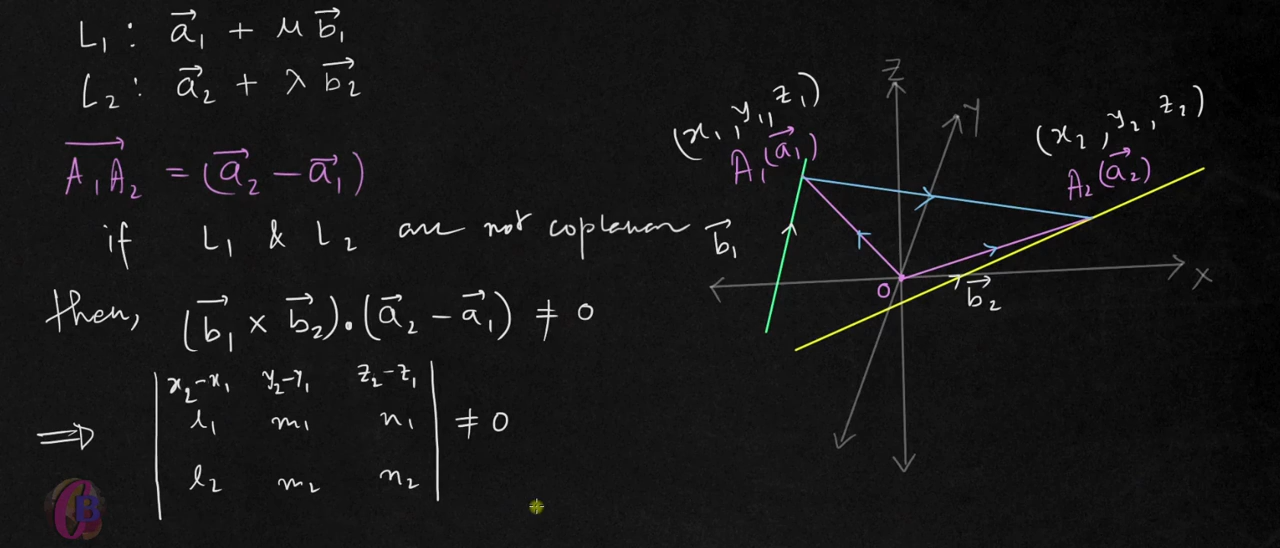 L₁ : a⃗₁ + μ b⃗₁
L₂ : a⃗₂ + λ b⃗₂
A₁A₂⃗ = (a⃗₂ − a⃗₁)
if L₁ & L₂ are not coplanar
then, (b⃗₁ × b⃗₂).(a⃗₂ − a⃗₁) ≠ 0
⇒ | x₂−x₁ y₂−y₁ z₂−z₁ |
| l₁ m₁ n₁ | ≠ 0
| l₂ m₂ n₂ |
B
Z
Y
X
(x₁, y₁, z₁)
A₁(a⃗₁)
(x₂, y₂, z₂)
A₂(a⃗₂)
b⃗₁
O
b⃗₂